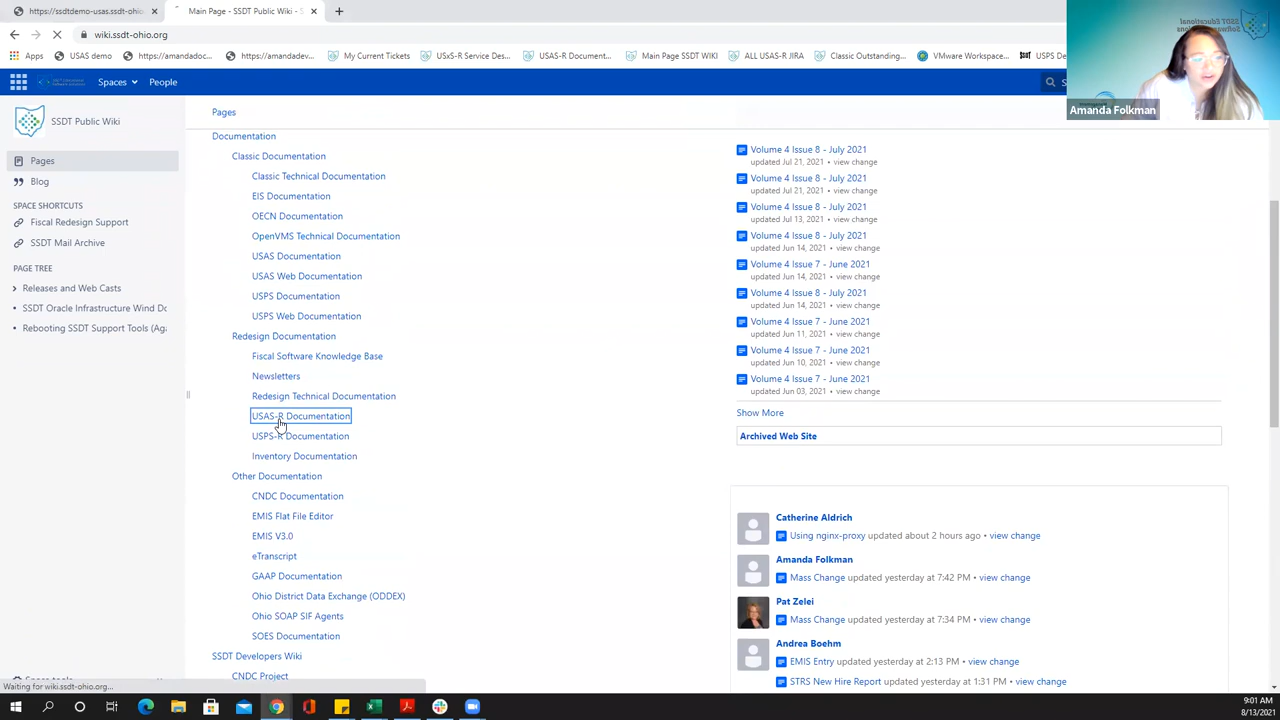 https://ssdtdemo-usas.ssdt-ohio.
Main Page - SSDT Public Wiki - S
wiki.ssdt-ohio.org
Apps
USAS demo
https://amandadoc...
https://amandadev...
My Current Tickets
USxS-R Service Des...
USAS-R Document...
Main Page SSDT WIKI
ALL USAS-R JIRA
Classic Outstanding...
VMware Workspace...
USPS De
Amanda Folkman
Spaces
People
SSDT Public Wiki
Pages
Blog
SPACE SHORTCUTS
Fiscal Redesign Support
SSDT Mail Archive
PAGE TREE
Releases and Web Casts
SSDT Oracle Infrastructure Wind Do
Rebooting SSDT Support Tools (Aga
Pages
Documentation
Classic Documentation
Classic Technical Documentation
EIS Documentation
OECN Documentation
OpenVMS Technical Documentation
USAS Documentation
USAS Web Documentation
USPS Documentation
USPS Web Documentation
Redesign Documentation
Fiscal Software Knowledge Base
Newsletters
Redesign Technical Documentation
USAS-R Documentation
USPS-R Documentation
Inventory Documentation
Other Documentation
CNDC Documentation
EMIS Flat File Editor
EMIS V3.0
eTranscript
GAAP Documentation
Ohio District Data Exchange (ODDEX)
Ohio SOAP SIF Agents
SOES Documentation
SSDT Developers Wiki
CNDC Project
Volume 4 Issue 8 - July 2021
updated Jul 21, 2021 • view change
Volume 4 Issue 8 - July 2021
updated Jul 21, 2021 • view change
Volume 4 Issue 8 - July 2021
updated Jul 13, 2021 • view change
Volume 4 Issue 8 - July 2021
updated Jun 14, 2021 • view change
Volume 4 Issue 7 - June 2021
updated Jun 14, 2021 • view change
Volume 4 Issue 8 - July 2021
updated Jun 14, 2021 • view change
Volume 4 Issue 7 - June 2021
updated Jun 11, 2021 • view change
Volume 4 Issue 7 - June 2021
updated Jun 10, 2021 • view change
Volume 4 Issue 7 - June 2021
updated Jun 03, 2021 • view change
Show More
Archived Web Site
Catherine Aldrich
Using nginx-proxy updated about 2 hours ago • view change
Amanda Folkman
Mass Change updated yesterday at 7:42 PM • view change
Pat Zelei
Mass Change updated yesterday at 7:34 PM • view change
Andrea Boehm
EMIS Entry updated yesterday at 2:13 PM • view change
STRS New Hire Report updated yesterday at 1:31 PM • view change
Waiting for wiki.ssdt-ohio.org...
9:01 AM
8/13/2021